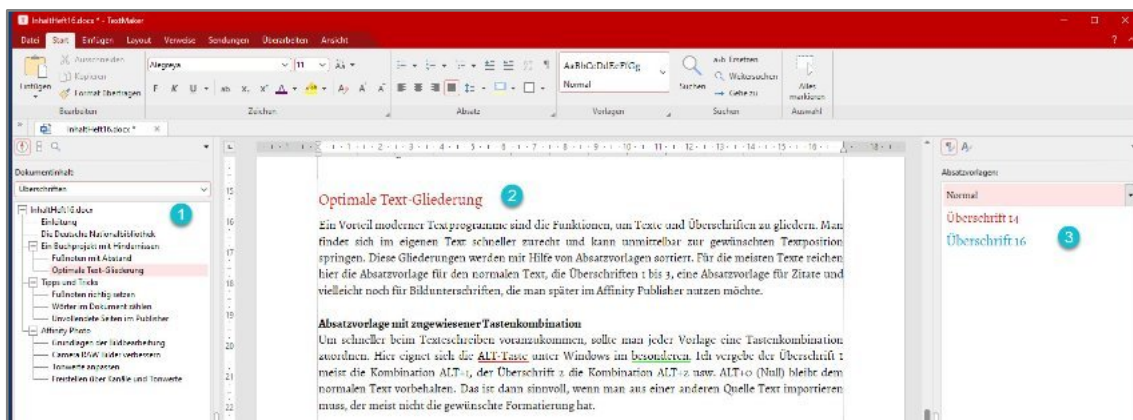 InhaltHeft16.docx * - TextMaker
Datei Start Einfügen Layout Verweise Sendungen Überarbeiten Ansicht
Ausschneiden
Kopieren
Format übertragen
Einfügen
Bearbeiten
Alegreya 11
F K U
Zeichen
Absatz
AaBbCcDdEeFfGg
Normal
Vorlagen
Suchen
Ersetzen
Weitersuchen
Gehe zu
Suchen
Alles
markieren
Auswahl
InhaltHeft16.docx *
Dokumentinhalt:
Überschriften
1
InhaltHeft16.docx
Einleitung
Die Deutsche Nationalbibliothek
Ein Buchprojekt mit Hindernissen
Fußnoten mit Abstand
Optimale Text-Gliederung
Tipps und Tricks
Fußnoten richtig setzen
Wörter im Dokument zählen
Unvollendete Seiten im Publisher
Affinity Photo
Grundlagen der Bildbearbeitung
Camera RAW Bilder verbessern
Tonwerte anpassen
Freistellen über Kanäle und Tonwerte
Optimale Text-Gliederung 2
Ein Vorteil moderner Textprogramme sind die Funktionen, um Texte und Überschriften zu gliedern. Man
findet sich im eigenen Text schneller zurecht und kann unmittelbar zur gewünschten Textposition
springen. Diese Gliederungen werden mit Hilfe von Absatzvorlagen sortiert. Für die meisten Texte reichen
hier die Absatzvorlage für den normalen Text, die Überschriften 1 bis 3, eine Absatzvorlage für Zitate und
vielleicht noch für Bildunterschriften, die man später im Affinity Publisher nutzen möchte.
Absatzvorlage mit zugewiesener Tastenkombination
Um schneller beim Texteschreiben voranzukommen, sollte man jeder Vorlage eine Tastenkombination
zuordnen. Hier eignet sich die ALT-Taste unter Windows im besonderen. Ich vergebe der Überschrift 1
meist die Kombination ALT+1, der Überschrift 2 die Kombination ALT+2 usw. ALT+0 (Null) bleibt dem
normalen Text vorbehalten. Das ist dann sinnvoll, wenn man aus einer anderen Quelle Text importieren
muss, der meist nicht die gewünschte Formatierung hat.
Absatzvorlagen:
Normal
Überschrift 14
Überschrift 16
3